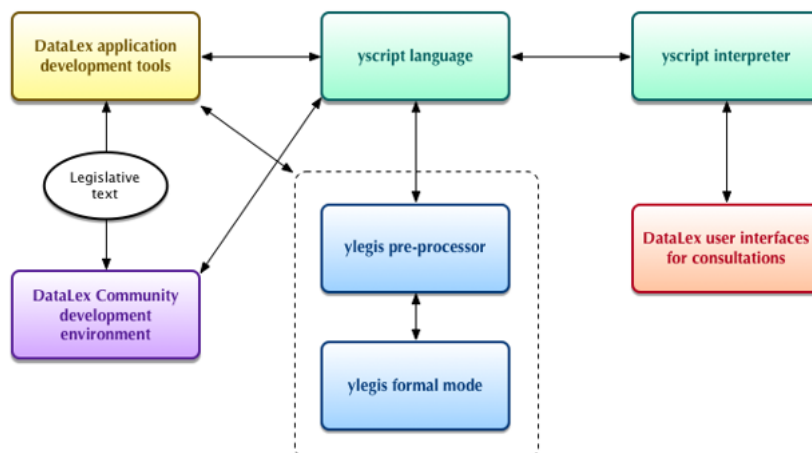 DataLex application
development tools
yscript language
yscript interpreter
Legislative
text
ylegis pre-processor
DataLex user interfaces
for consultations
DataLex Community
development
environment
ylegis formal mode